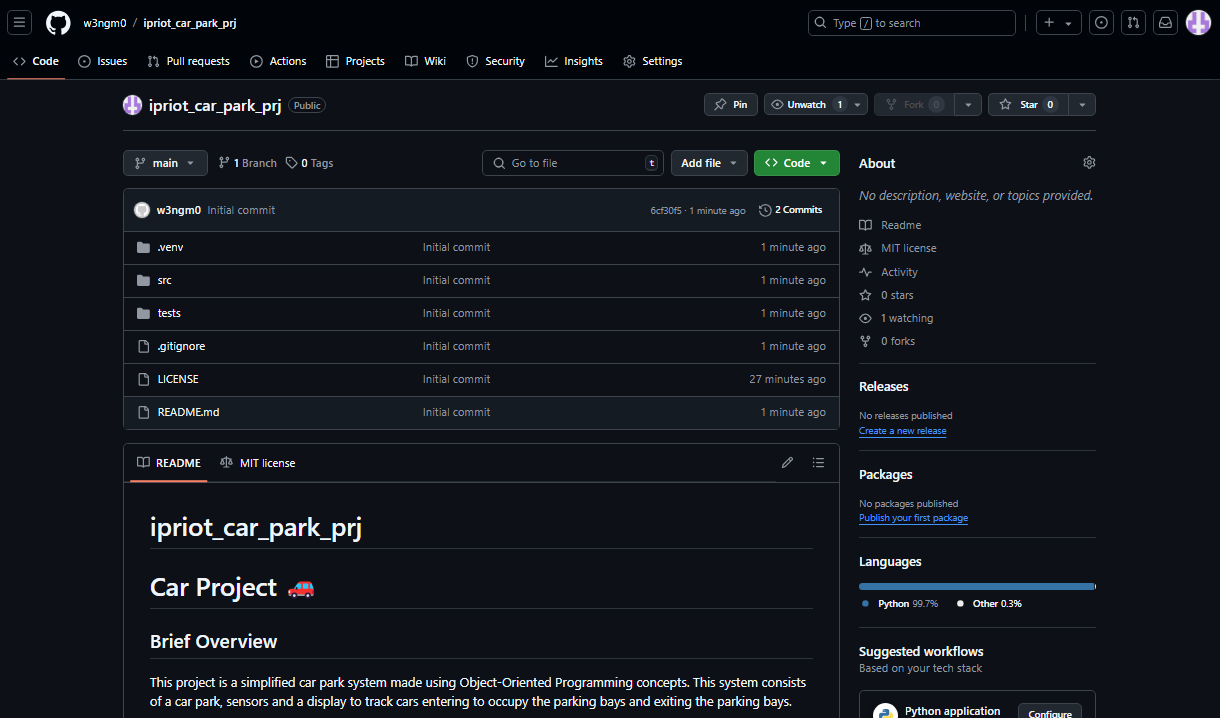 w3ngm0 / ipriot_car_park_prj
Type / to search
Code Issues Pull requests Actions Projects Wiki Security Insights Settings
ipriot_car_park_prj Public
Pin Unwatch 1 Fork 0 Star 0
main 1 Branch 0 Tags Go to file t Add file Code
w3ngm0 Initial commit 6cf30f5 · 1 minute ago 2 Commits
.venv Initial commit 1 minute ago
src Initial commit 1 minute ago
tests Initial commit 1 minute ago
.gitignore Initial commit 1 minute ago
LICENSE Initial commit 27 minutes ago
README.md Initial commit 1 minute ago
README MIT license
ipriot_car_park_prj
Car Project
Brief Overview
This project is a simplified car park system made using Object-Oriented Programming concepts. This system consists
of a car park, sensors and a display to track cars entering to occupy the parking bays and exiting the parking bays.
About
No description, website, or topics provided.
Readme
MIT license
Activity
0 stars
1 watching
0 forks
Releases
No releases published
Create a new release
Packages
No packages published
Publish your first package
Languages
Python 99.7% Other 0.3%
Suggested workflows
Based on your tech stack
Python application Configure